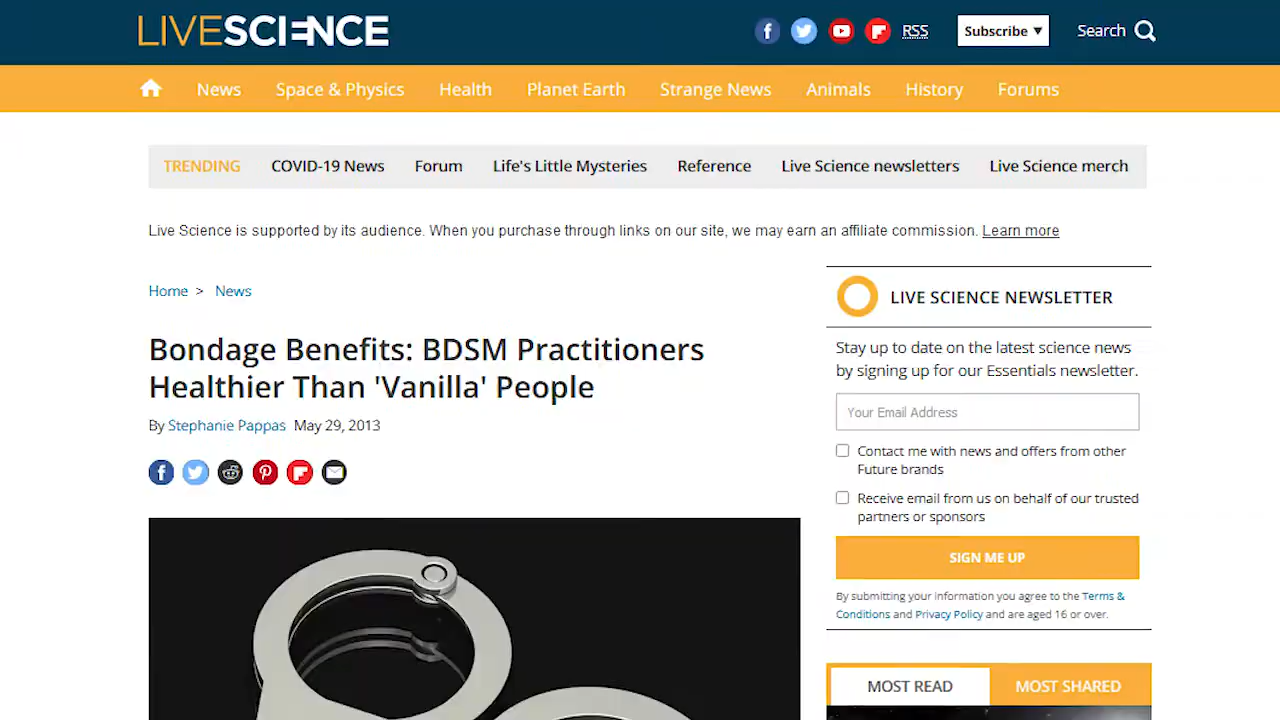 LIVESCIENCE
RSS
Subscribe ▼
Search
News
Space & Physics
Health
Planet Earth
Strange News
Animals
History
Forums
TRENDING
COVID-19 News
Forum
Life's Little Mysteries
Reference
Live Science newsletters
Live Science merch
Live Science is supported by its audience. When you purchase through links on our site, we may earn an affiliate commission. Learn more
Home > News
Bondage Benefits: BDSM Practitioners
Healthier Than 'Vanilla' People
By Stephanie Pappas May 29, 2013
LIVE SCIENCE NEWSLETTER
Stay up to date on the latest science news
by signing up for our Essentials newsletter.
Your Email Address
Contact me with news and offers from other
Future brands
Receive email from us on behalf of our trusted
partners or sponsors
SIGN ME UP
By submitting your information you agree to the Terms &
Conditions and Privacy Policy and are aged 16 or over.
MOST READ
MOST SHARED